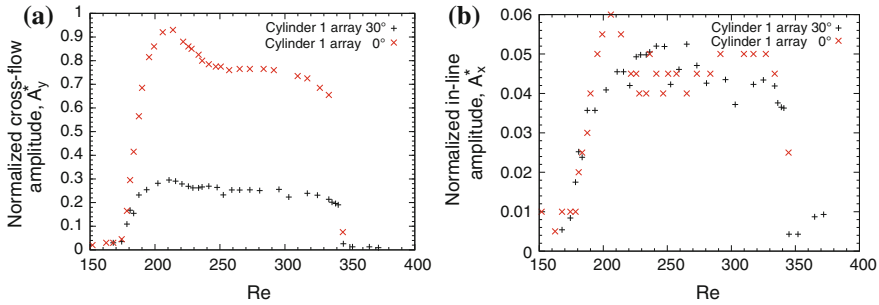 (a)
Normalized cross-flow
amplitude, A*y
1
0.9
0.8
0.7
0.6
0.5
0.4
0.3
0.2
0.1
0
150 200 250 300 350 400
Re
Cylinder 1 array 30°
Cylinder 1 array 0°
(b)
Normalized in-line
amplitude, A*x
0.06
0.05
0.04
0.03
0.02
0.01
0
150 200 250 300 350 400
Re
Cylinder 1 array 30°
Cylinder 1 array 0°